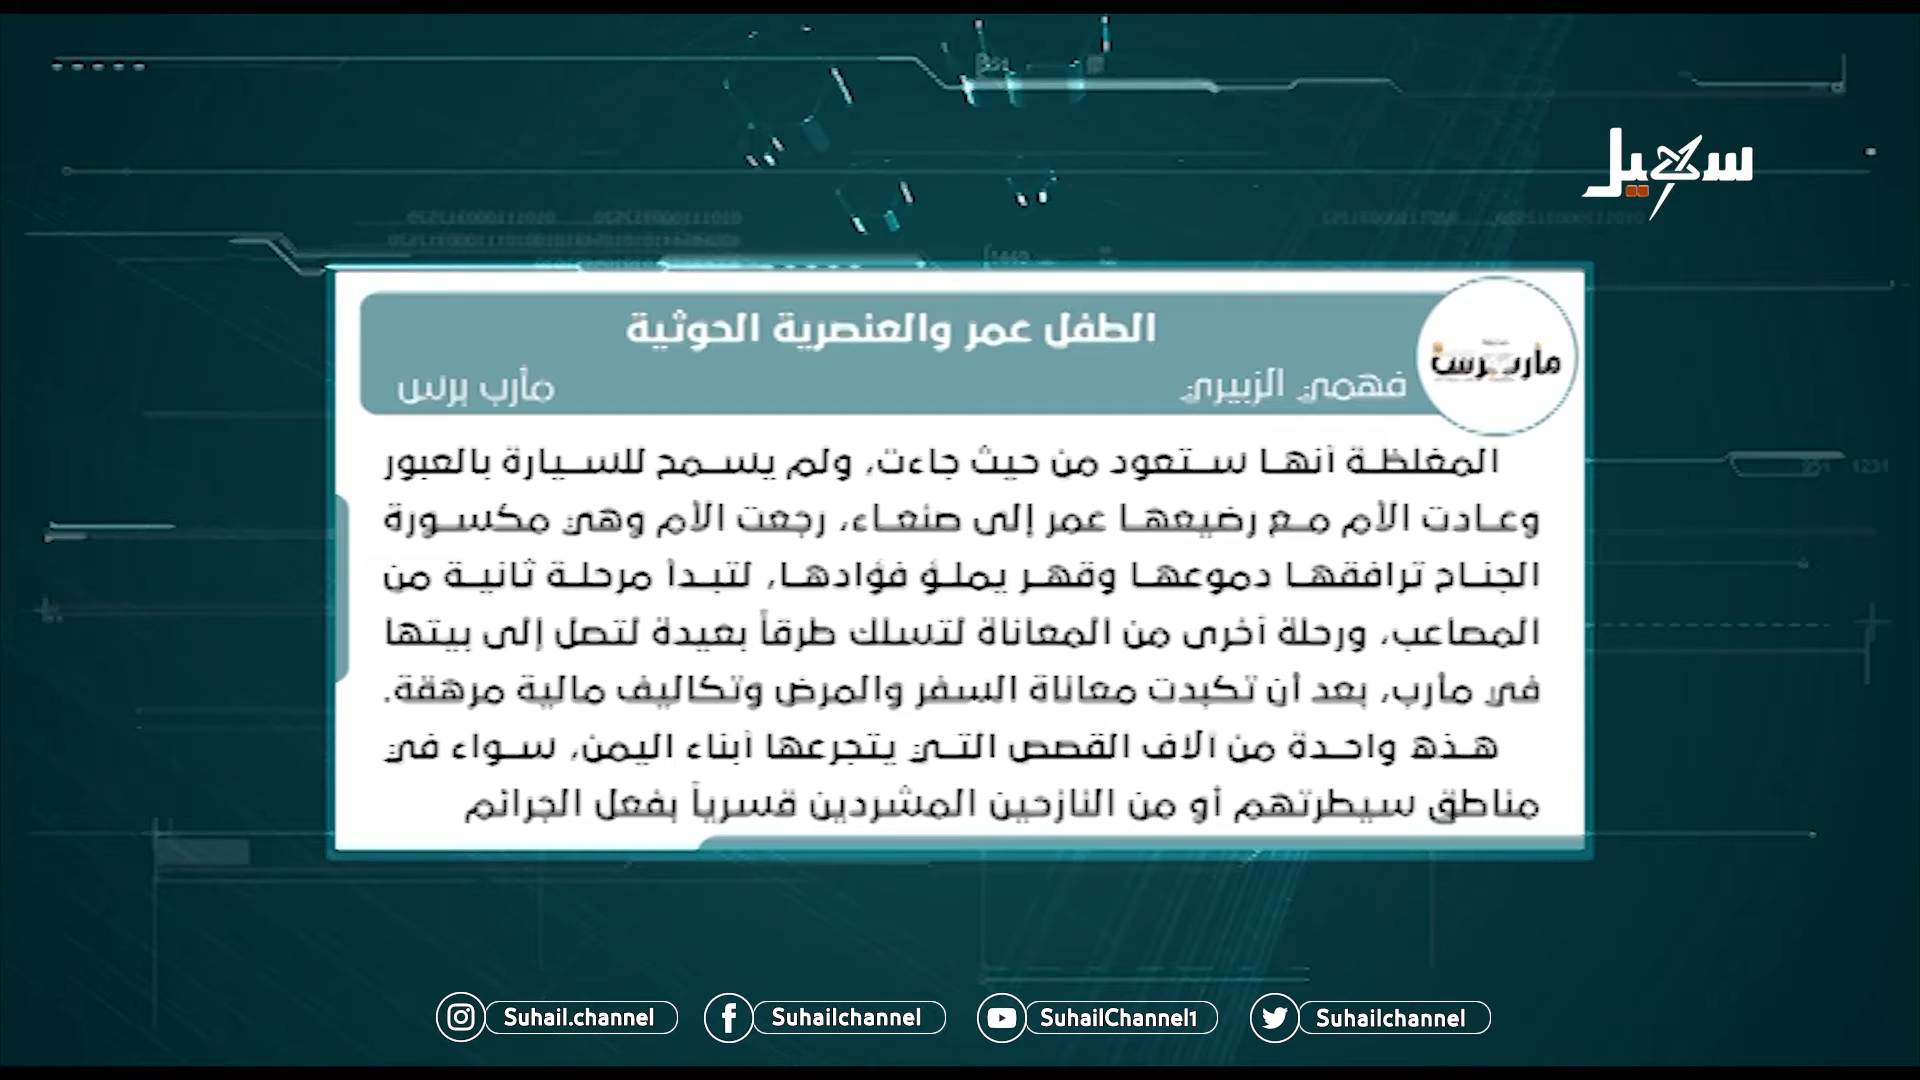 سهيل
الطفل عمر والعنصرية الحوثية
مأرب برس
فهمي الزبيري
مأرب برس
المغلظة أنها ستعود من حيث جاءت، ولم يسمح للسيارة بالعبور
وعادت الأم مع رضيعها عمر إلى صنعاء، رجعت الأم وهي مكسورة
الجناح ترافقها دموعها وقهر يملؤ فؤادها، لتبدأ مرحلة ثانية من
المصاعب، ورحلة أخرى من المعاناة لتسلك طرقاً بعيدة لتصل إلى بيتها
في مأرب، بعد أن تكبدت معاناة السفر والمرض وتكاليف مالية مرهقة.
هذه واحدة من آلاف القصص التي يتجرعها أبناء اليمن، سواء في
مناطق سيطرتهم أو من النازحين المشردين قسرياً بفعل الجرائم
Suhail.channel
Suhailchannel
SuhailChannel1
Suhailchannel